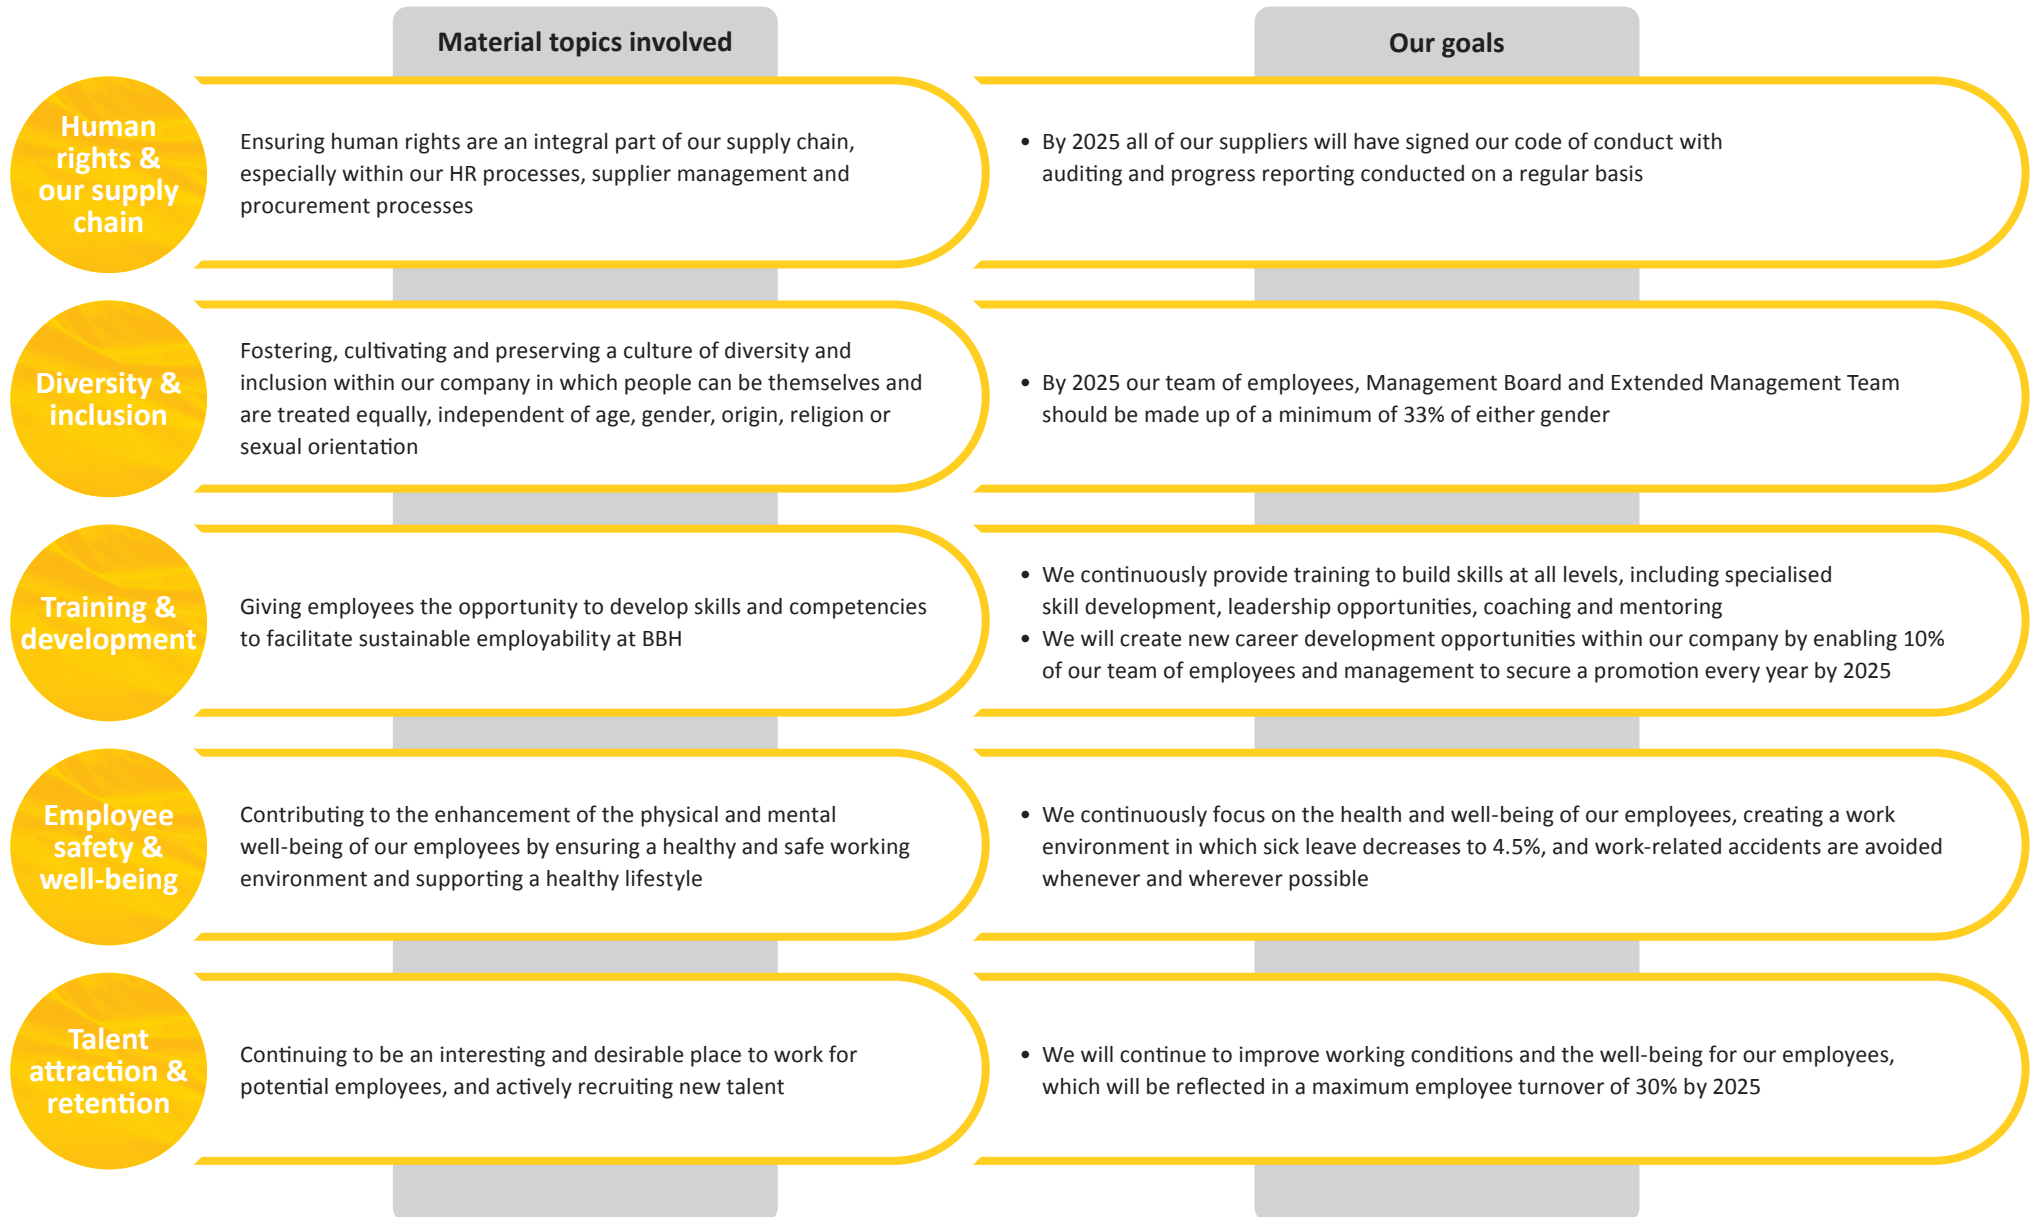 Material topics involved
Our goals
Human
rights &
our supply
chain
Ensuring human rights are an integral part of our supply chain,
especially within our HR processes, supplier management and
procurement processes
• By 2025 all of our suppliers will have signed our code of conduct with
auditing and progress reporting conducted on a regular basis
Diversity &
inclusion
Fostering, cultivating and preserving a culture of diversity and
inclusion within our company in which people can be themselves and
are treated equally, independent of age, gender, origin, religion or
sexual orientation
• By 2025 our team of employees, Management Board and Extended Management Team
should be made up of a minimum of 33% of either gender
Training &
development
Giving employees the opportunity to develop skills and competencies
to facilitate sustainable employability at BBH
• We continuously provide training to build skills at all levels, including specialised
skill development, leadership opportunities, coaching and mentoring
• We will create new career development opportunities within our company by enabling 10%
of our team of employees and management to secure a promotion every year by 2025
Employee
safety &
well-being
Contributing to the enhancement of the physical and mental
well-being of our employees by ensuring a healthy and safe working
environment and supporting a healthy lifestyle
• We continuously focus on the health and well-being of our employees, creating a work
environment in which sick leave decreases to 4.5%, and work-related accidents are avoided
whenever and wherever possible
Talent
attraction &
retention
Continuing to be an interesting and desirable place to work for
potential employees, and actively recruiting new talent
• We will continue to improve working conditions and the well-being for our employees,
which will be reflected in a maximum employee turnover of 30% by 2025